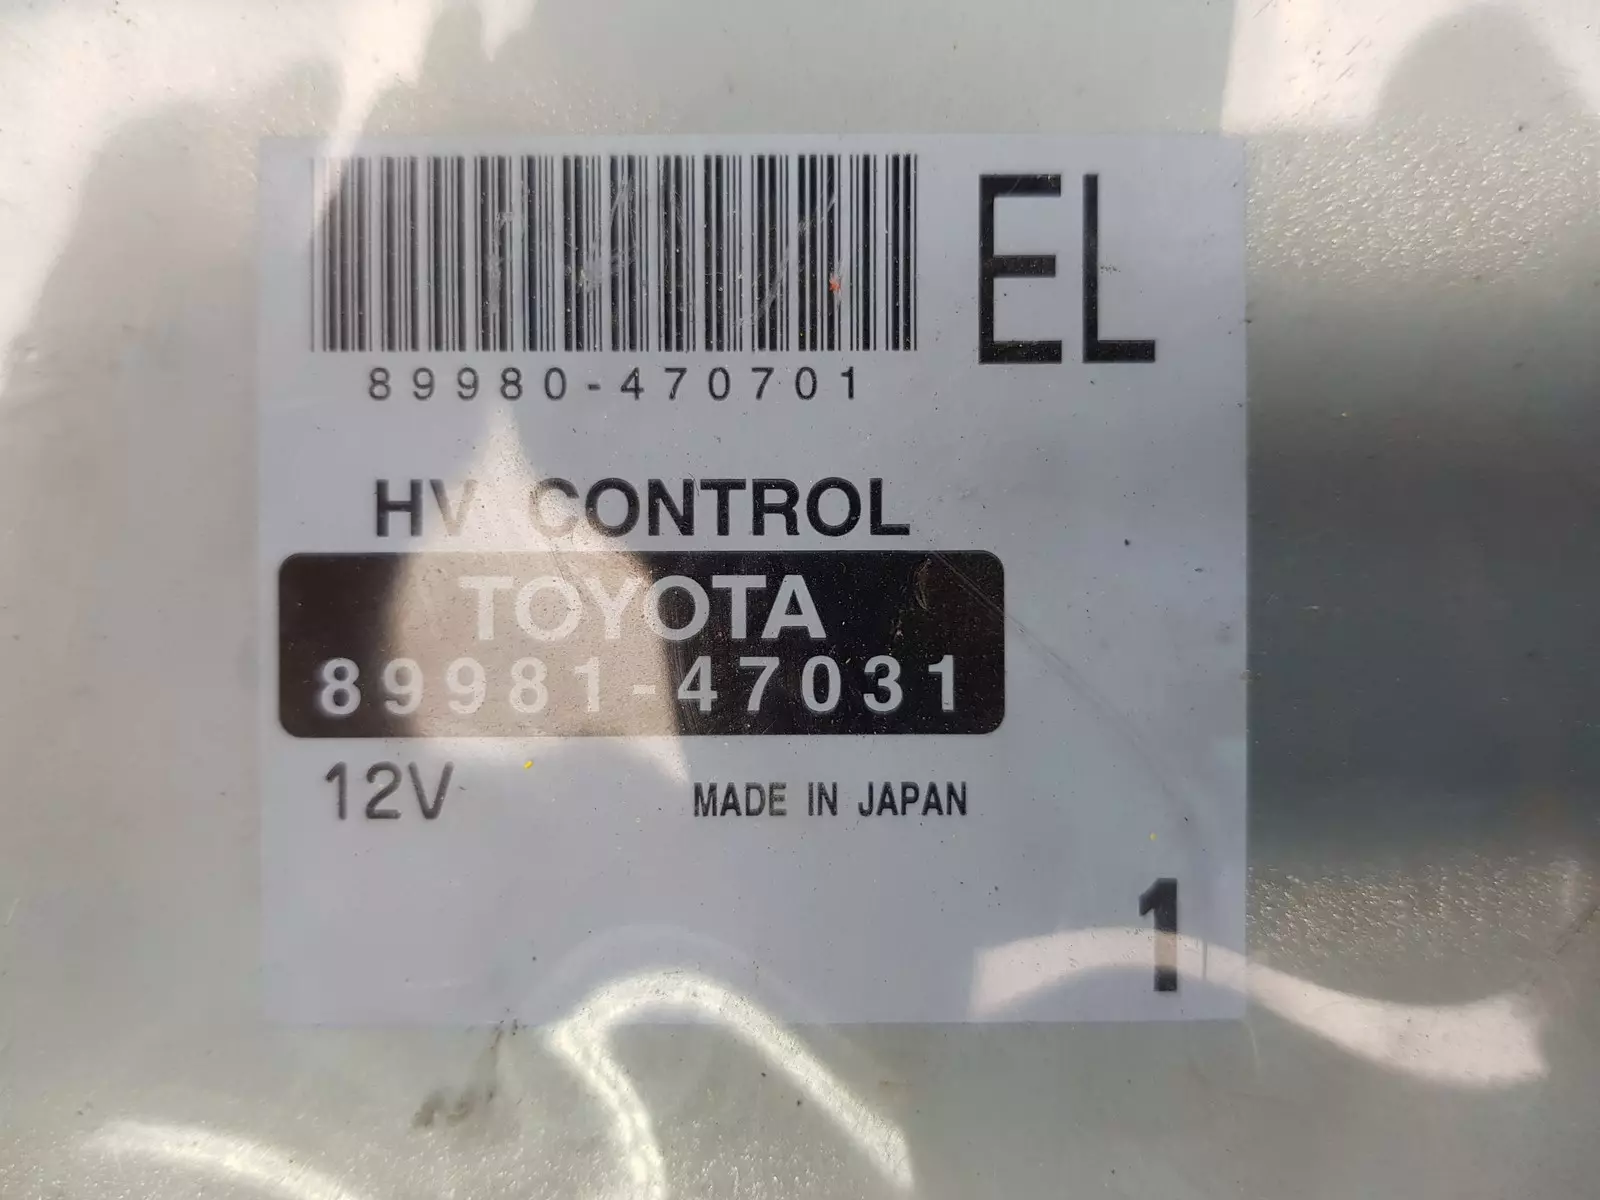 EL
89980-470701
HV CONTROL
TOYOTA
89981-47031
12V MADE IN JAPAN
1